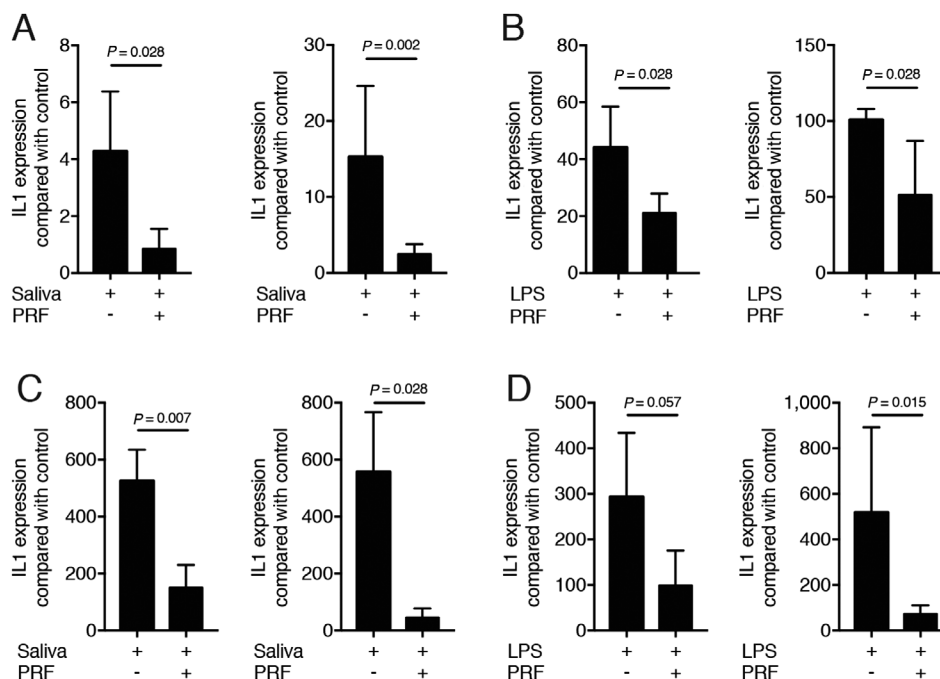 A
IL1 expression
compared with control
8
6
4
2
0
P = 0.028
Saliva + +
PRF - +
IL1 expression
compared with control
30
20
10
0
P = 0.002
Saliva + +
PRF - +
B
IL1 expression
compared with control
80
60
40
20
0
P = 0.028
LPS + +
PRF - +
IL1 expression
compared with control
150
100
50
0
P = 0.028
LPS + +
PRF - +
C
IL1 expression
compared with control
800
600
400
200
0
P = 0.007
Saliva + +
PRF - +
IL1 expression
compared with control
800
600
400
200
0
P = 0.028
Saliva + +
PRF - +
D
IL1 expression
compared with control
500
400
300
200
100
0
P = 0.057
LPS + +
PRF - +
IL1 expression
compared with control
1,000
800
600
400
200
0
P = 0.015
LPS + +
PRF - +